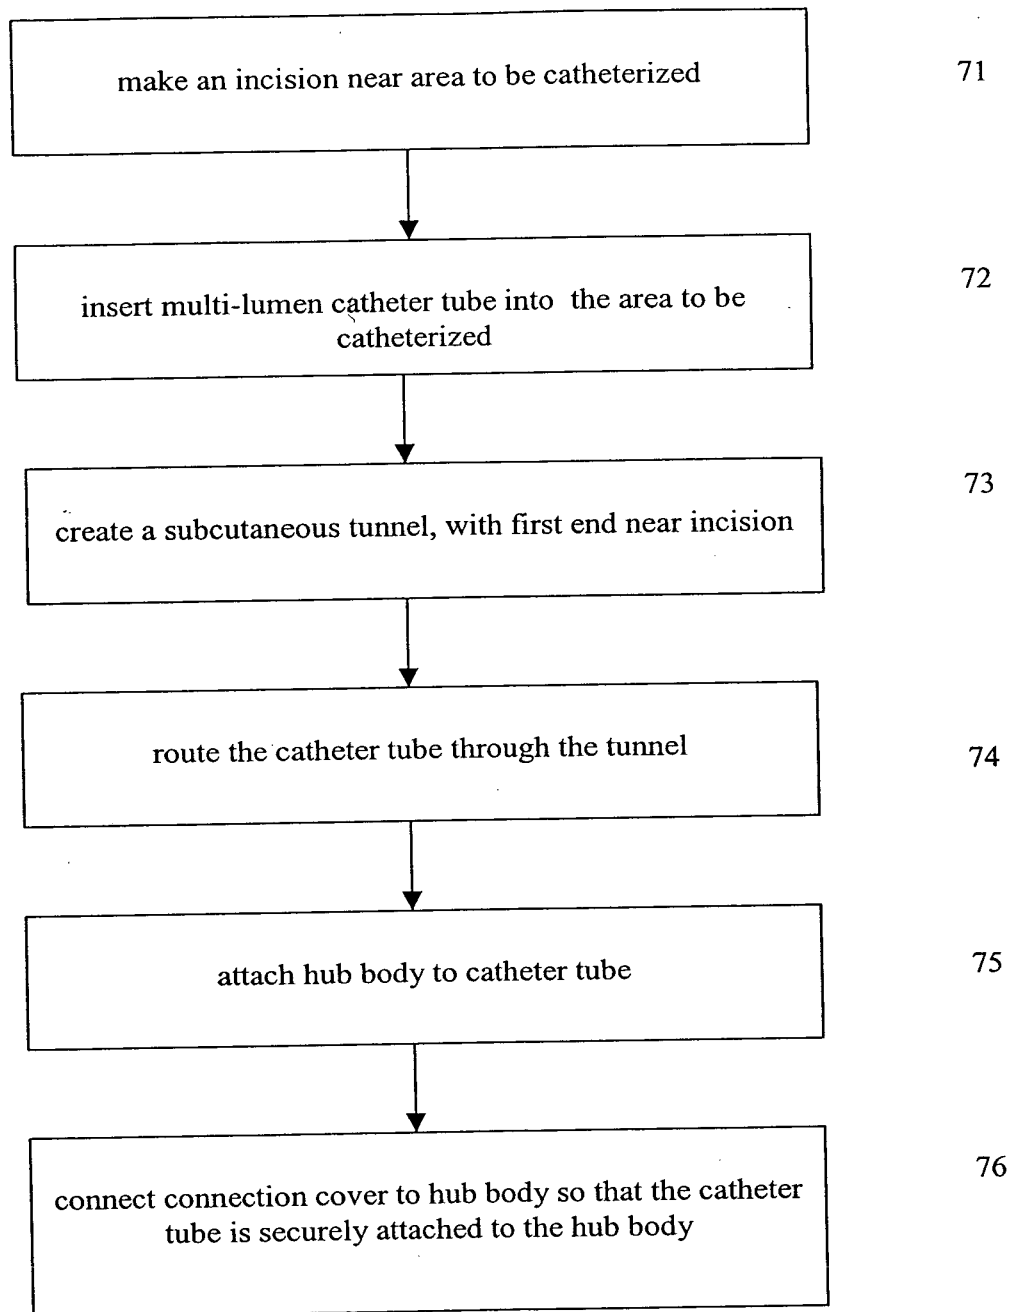 make an incision near area to be catheterized
71
insert multi-lumen catheter tube into the area to be
catheterized
72
create a subcutaneous tunnel, with first end near incision
73
route the catheter tube through the tunnel
74
attach hub body to catheter tube
75
connect connection cover to hub body so that the catheter
tube is securely attached to the hub body
76